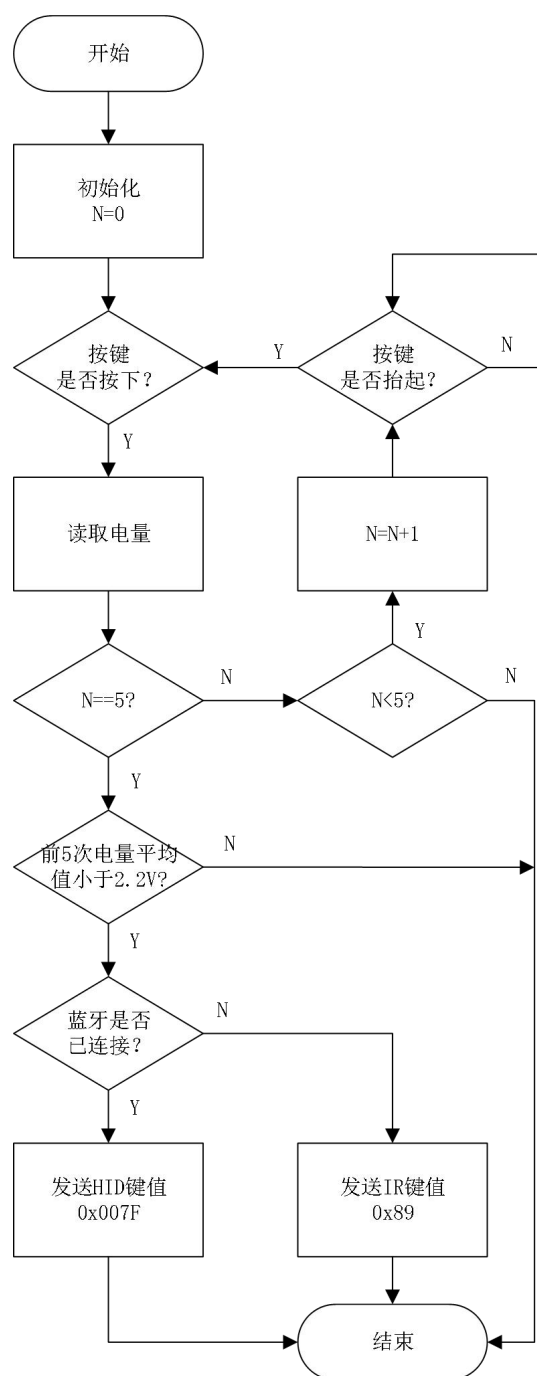 开始
初始化
N=0
按键
是否按下?
Y
按键
是否抬起?
N
Y
读取电量
N=N+1
Y
N==5?
N
N<5?
N
Y
前5次电量平均
值小于2.2V?
N
Y
蓝牙是否
已连接?
N
Y
发送HID键值
0x007F
发送IR键值
0x89
结束